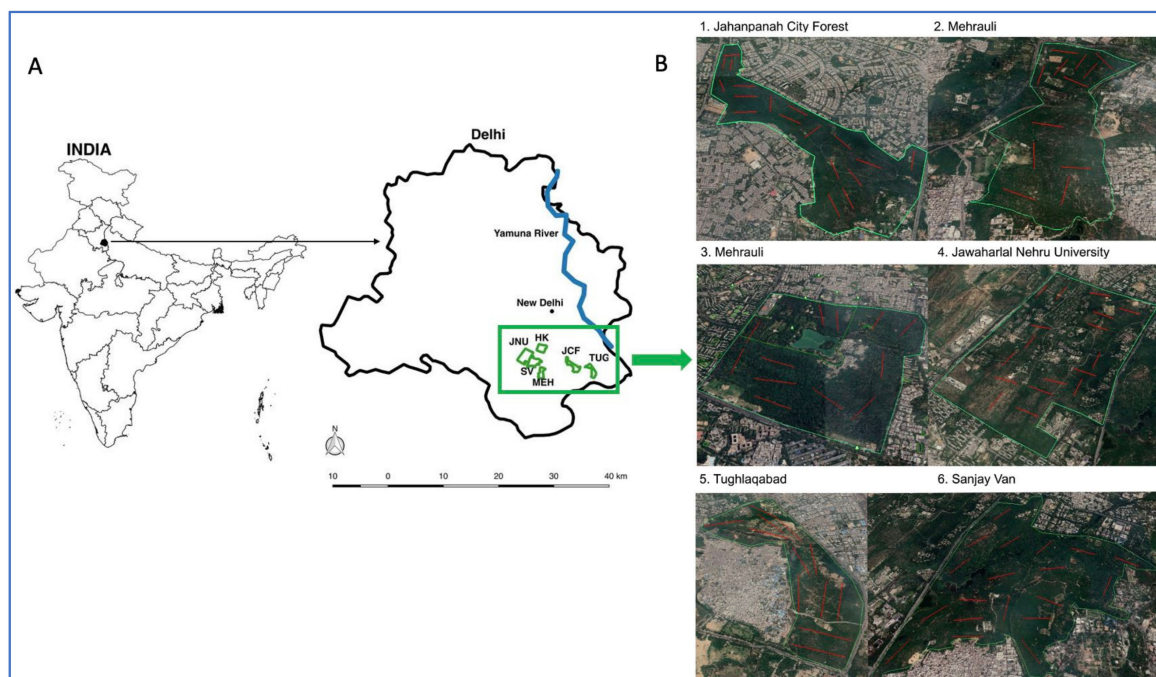 A
B
INDIA
Delhi
Yamuna River
New Delhi
JNU
HK
JCF
TUG
SV
MEH
N
10 0 10 20 30 40 km
1. Jahanpanah City Forest
2. Mehrauli
3. Mehrauli
4. Jawaharlal Nehru University
5. Tughlaqabad
6. Sanjay Van